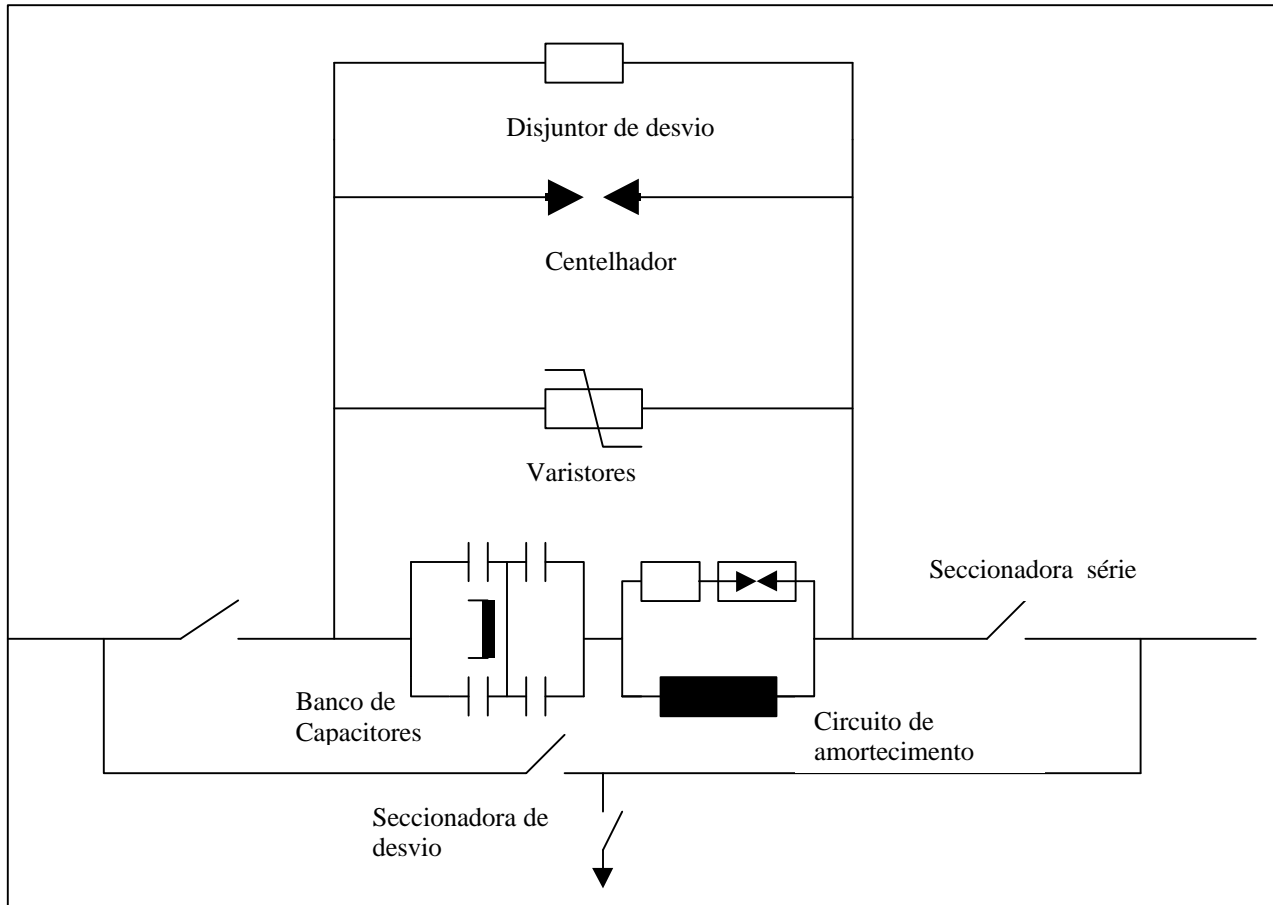 Disjuntor de desvio
Centelhador
Varistores
Seccionadora série
Banco de
Capacitores
Circuito de
amortecimento
Seccionadora de
desvio